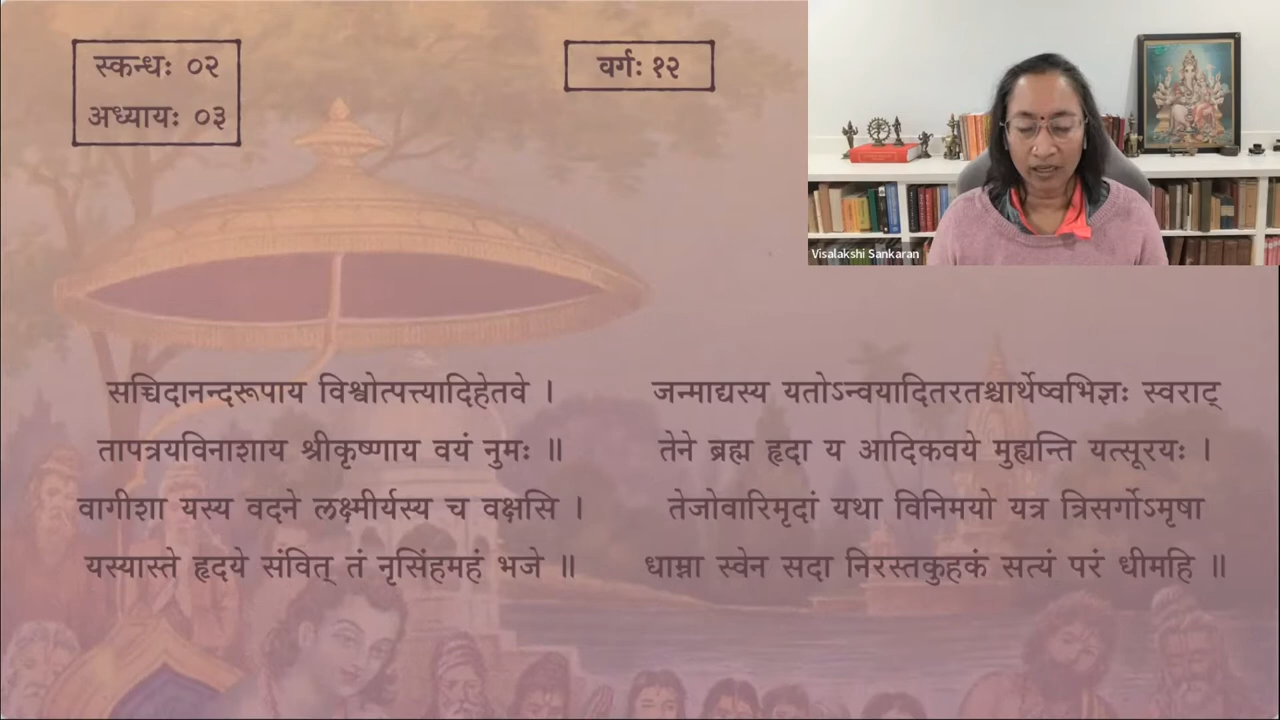 स्कन्धः ०२
अध्यायः ०३
वर्गः १२
Visalakshi Sankaran
सच्चिदानन्दरूपाय विश्वोत्पत्त्यादिहेतवे ।
तापत्रयविनाशाय श्रीकृष्णाय वयं नुमः ॥
वागीशा यस्य वदने लक्ष्मीर्यस्य च वक्षसि ।
यस्यास्ते हृदये संवित् तं नृसिंहमहं भजे ॥
जन्माद्यस्य यतोऽन्वयादितरतश्चार्थेष्वभिज्ञः स्वराट्
तेने ब्रह्म हृदा य आदिकवये मुह्यन्ति यत्सूरयः ।
तेजोवारिमृदां यथा विनिमयो यत्र त्रिसर्गोऽमृषा
धाम्ना स्वेन सदा निरस्तकुहकं सत्यं परं धीमहि ॥